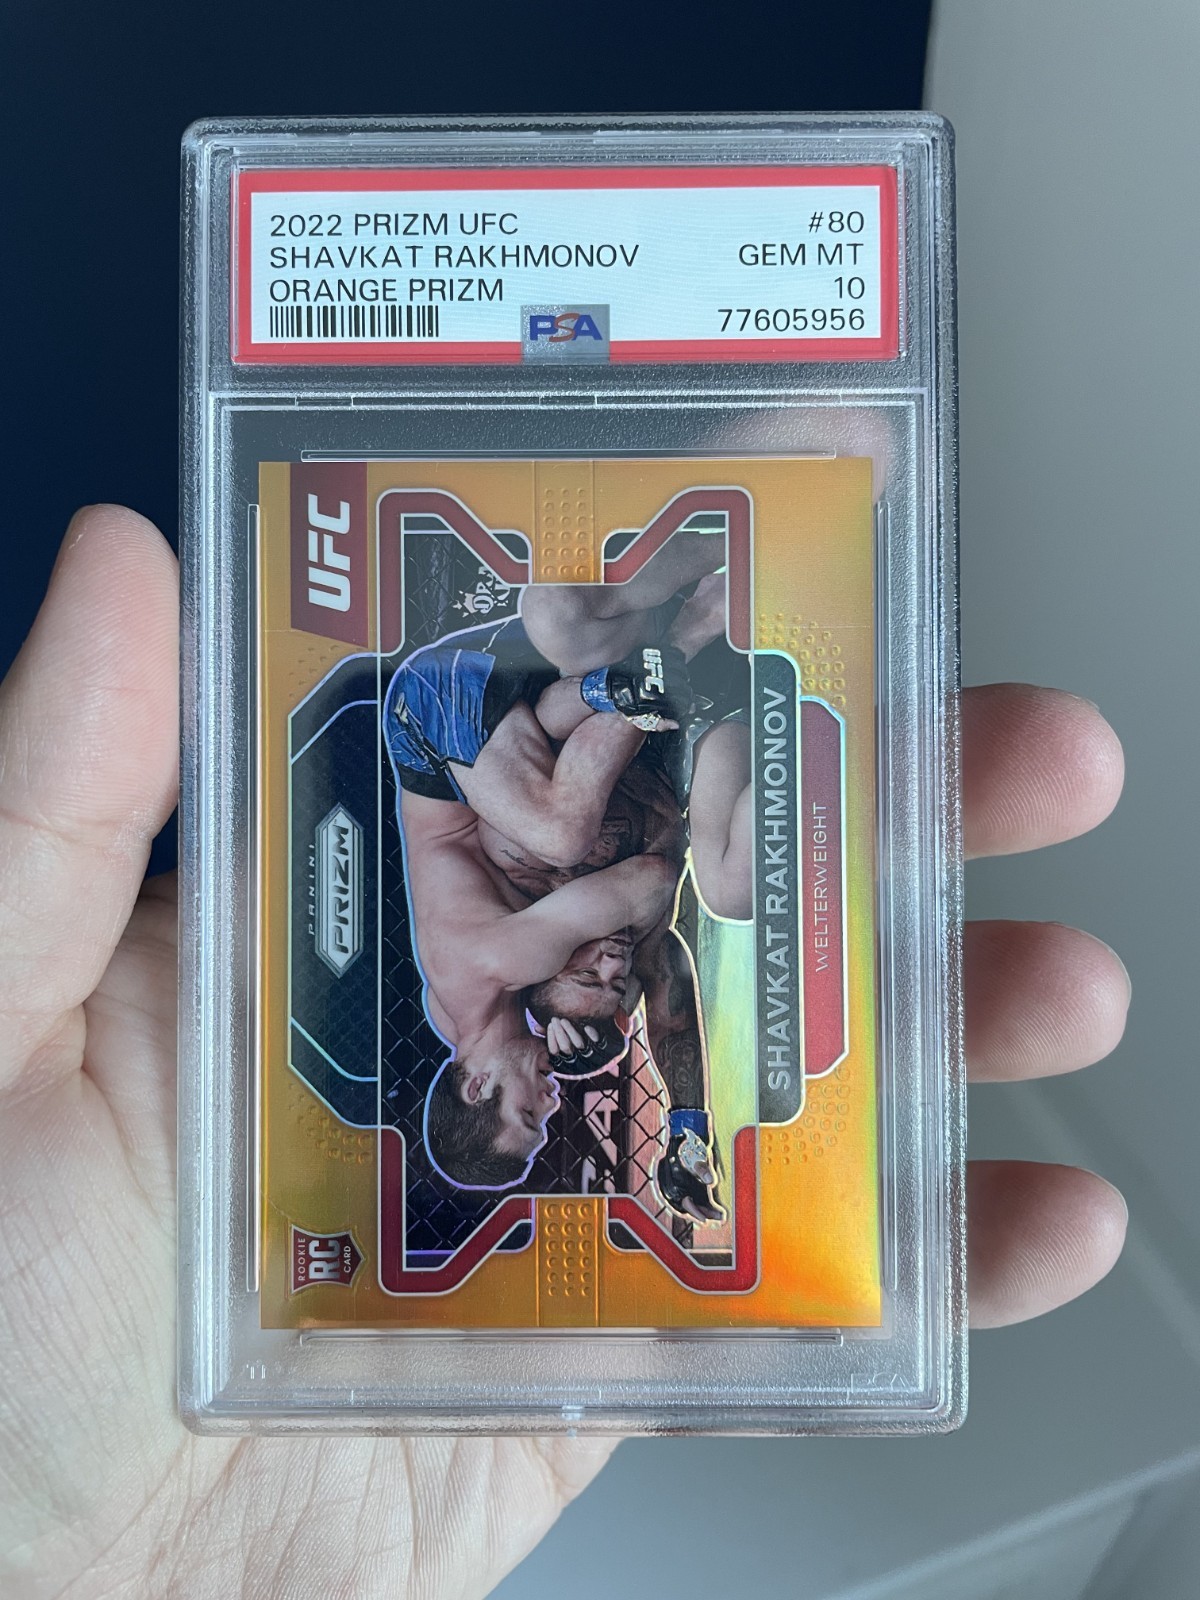 2022 PRIZM UFC #80
SHAVKAT RAKHMONOV GEM MT
ORANGE PRIZM 10
PSA 77605956
UFC
UFC
PANINI
PRIZM
SHAVKAT RAKHMONOV
WELTERWEIGHT
ROOKIE
RC
CARD